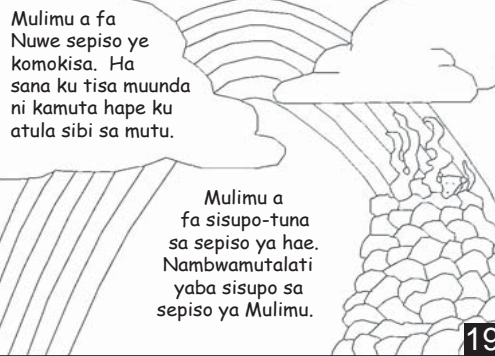 Mulimu a fa
Nuwe sepiso ye
komokisa.  Ha
sana ku tisa muunda
ni kamuta hape ku
atula sibi sa mutu.
Mulimu a
fa sisupo-tuna
sa sepiso ya hae.
Nambwamutalati
yaba sisupo sa
sepiso ya Mulimu.
19